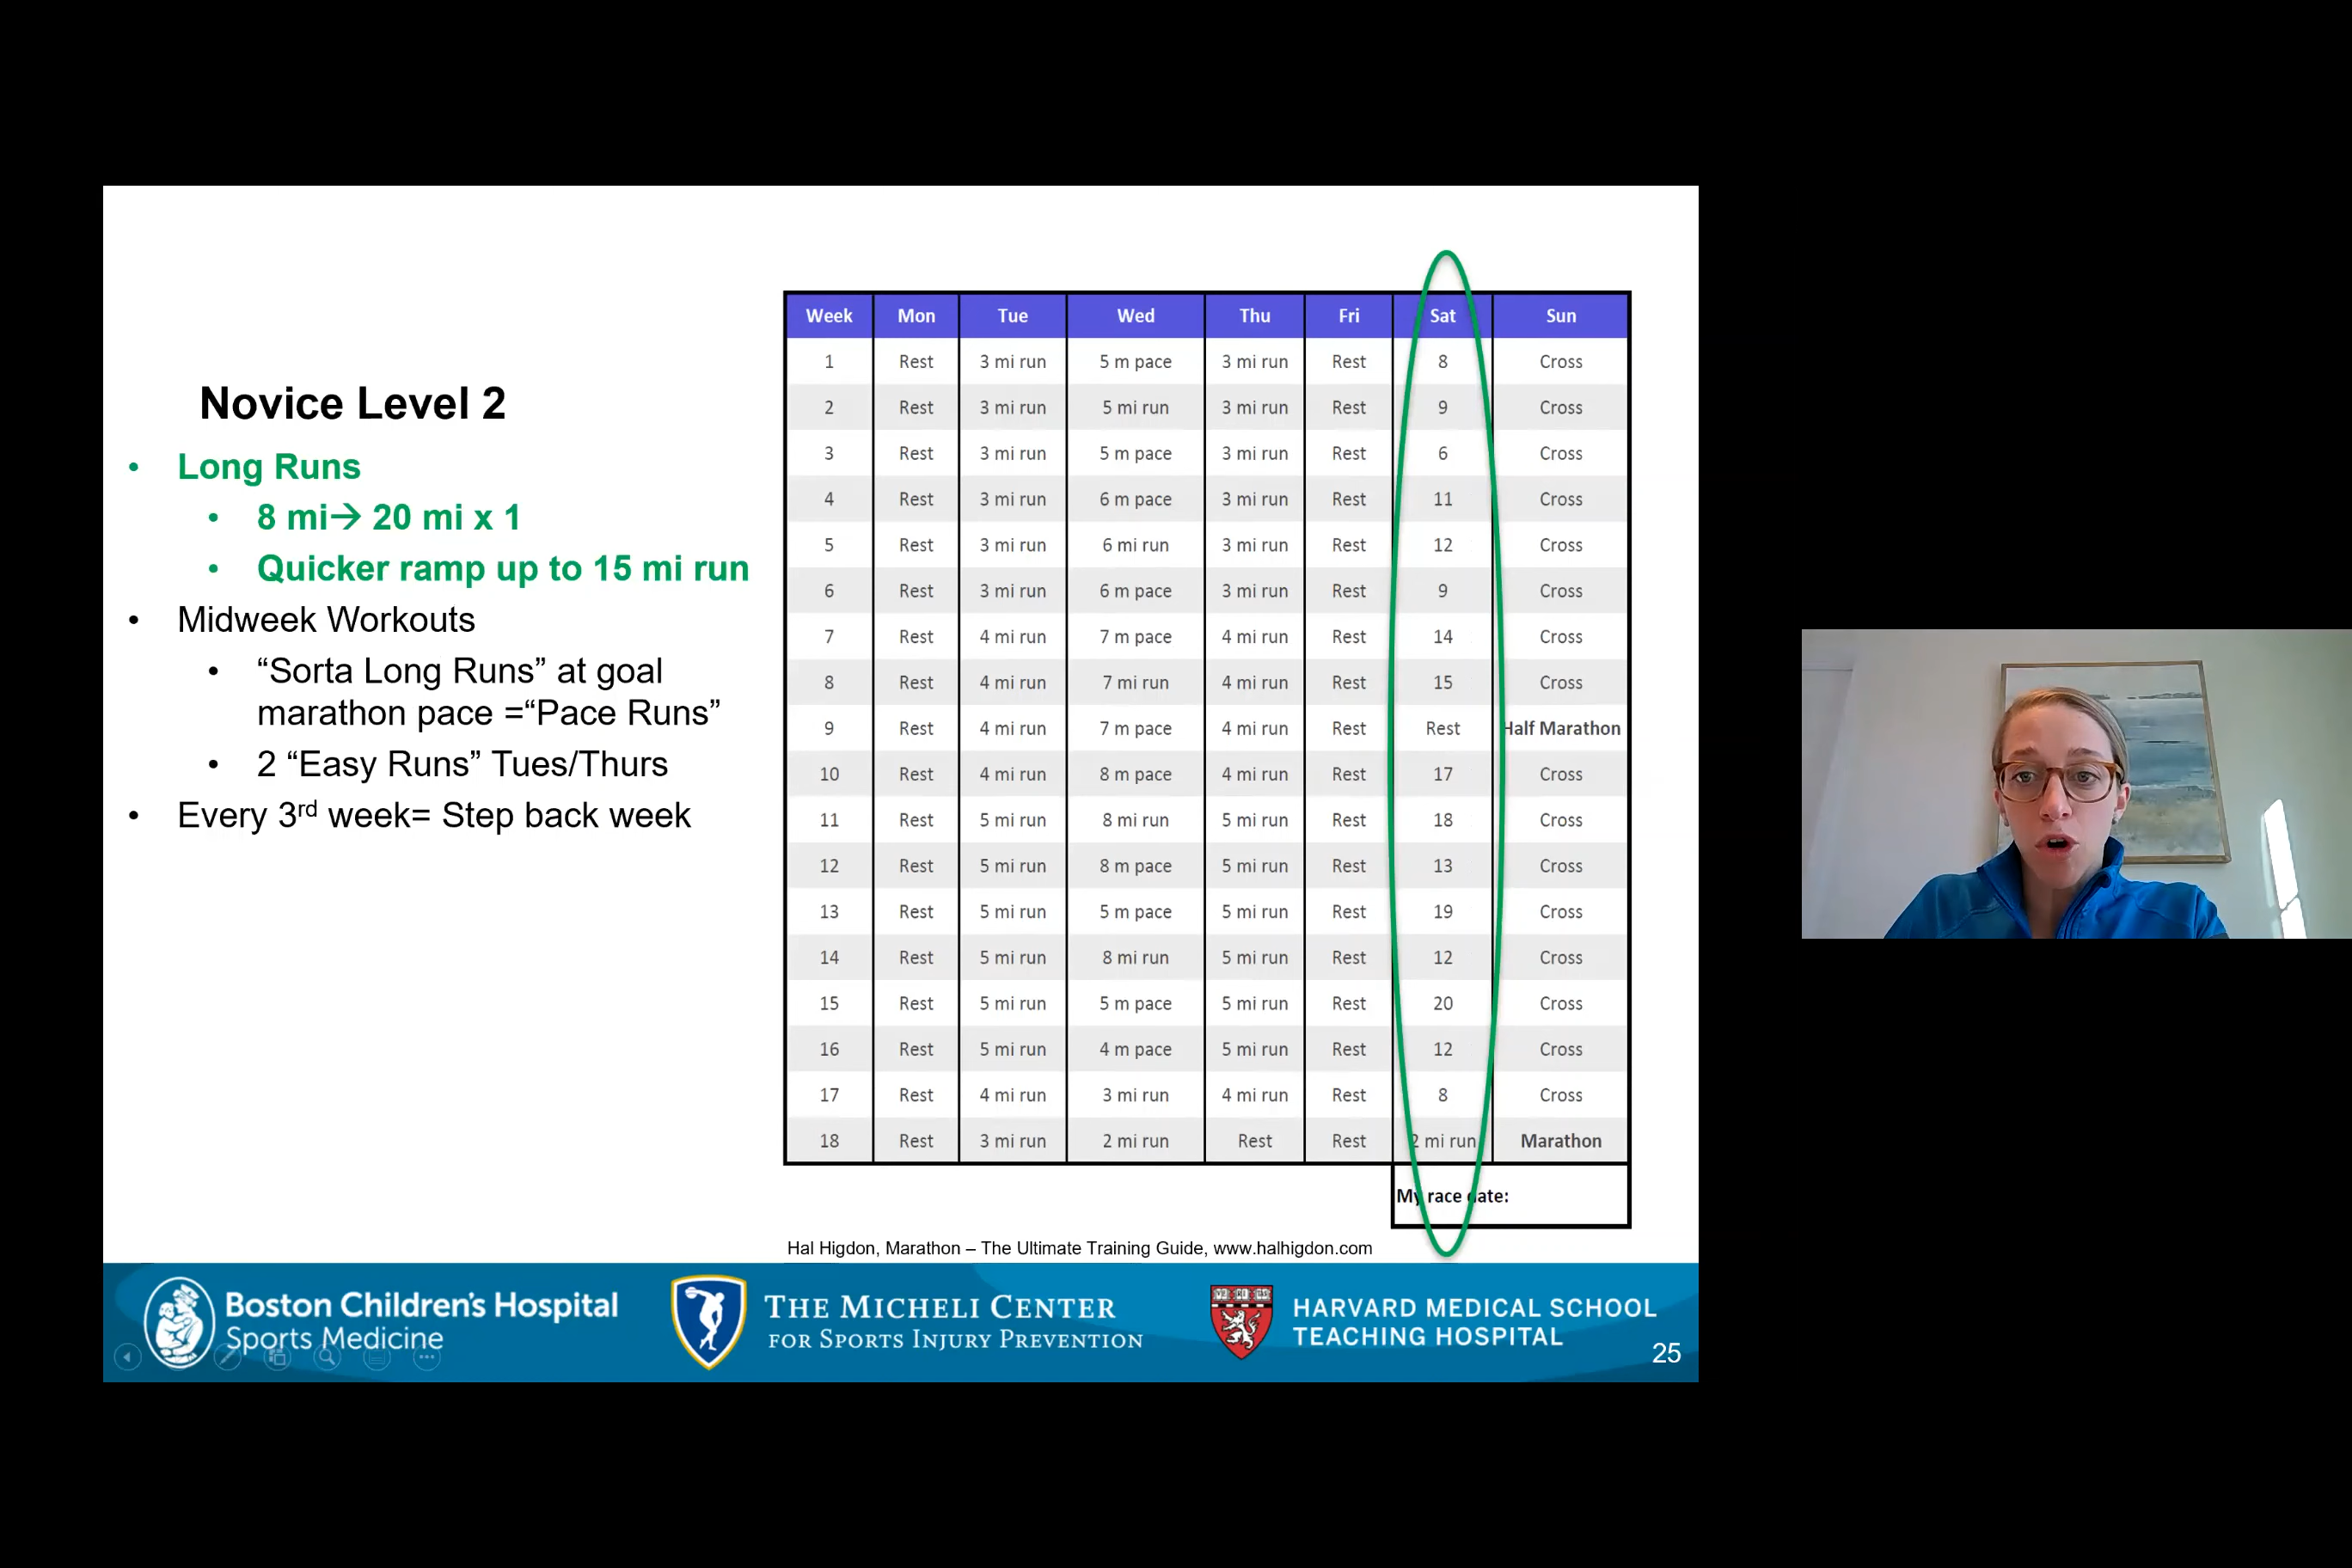 Novice Level 2
• Long Runs
• 8 mi→ 20 mi x 1
• Quicker ramp up to 15 mi run
• Midweek Workouts
• “Sorta Long Runs” at goal
marathon pace =“Pace Runs”
• 2 “Easy Runs” Tues/Thurs
• Every 3rd week= Step back week
Week Mon Tue Wed Thu Fri Sat Sun
1 Rest 3 mi run 5 m pace 3 mi run Rest 8 Cross
2 Rest 3 mi run 5 mi run 3 mi run Rest 9 Cross
3 Rest 3 mi run 5 m pace 3 mi run Rest 6 Cross
4 Rest 3 mi run 6 m pace 3 mi run Rest 11 Cross
5 Rest 3 mi run 6 mi run 3 mi run Rest 12 Cross
6 Rest 3 mi run 6 m pace 3 mi run Rest 9 Cross
7 Rest 4 mi run 7 m pace 4 mi run Rest 14 Cross
8 Rest 4 mi run 7 mi run 4 mi run Rest 15 Cross
9 Rest 4 mi run 7 m pace 4 mi run Rest Rest Half Marathon
10 Rest 4 mi run 8 m pace 4 mi run Rest 17 Cross
11 Rest 5 mi run 8 mi run 5 mi run Rest 18 Cross
12 Rest 5 mi run 8 m pace 5 mi run Rest 13 Cross
13 Rest 5 mi run 5 m pace 5 mi run Rest 19 Cross
14 Rest 5 mi run 8 mi run 5 mi run Rest 12 Cross
15 Rest 5 mi run 5 m pace 5 mi run Rest 20 Cross
16 Rest 5 mi run 4 m pace 5 mi run Rest 12 Cross
17 Rest 4 mi run 3 mi run 4 mi run Rest 8 Cross
18 Rest 3 mi run 2 mi run Rest Rest 2 mi run Marathon
My race date:
Hal Higdon, Marathon – The Ultimate Training Guide, www.halhigdon.com
Boston Children's Hospital
Sports Medicine
THE MICHELI CENTER
FOR SPORTS INJURY PREVENTION
HARVARD MEDICAL SCHOOL
TEACHING HOSPITAL
25